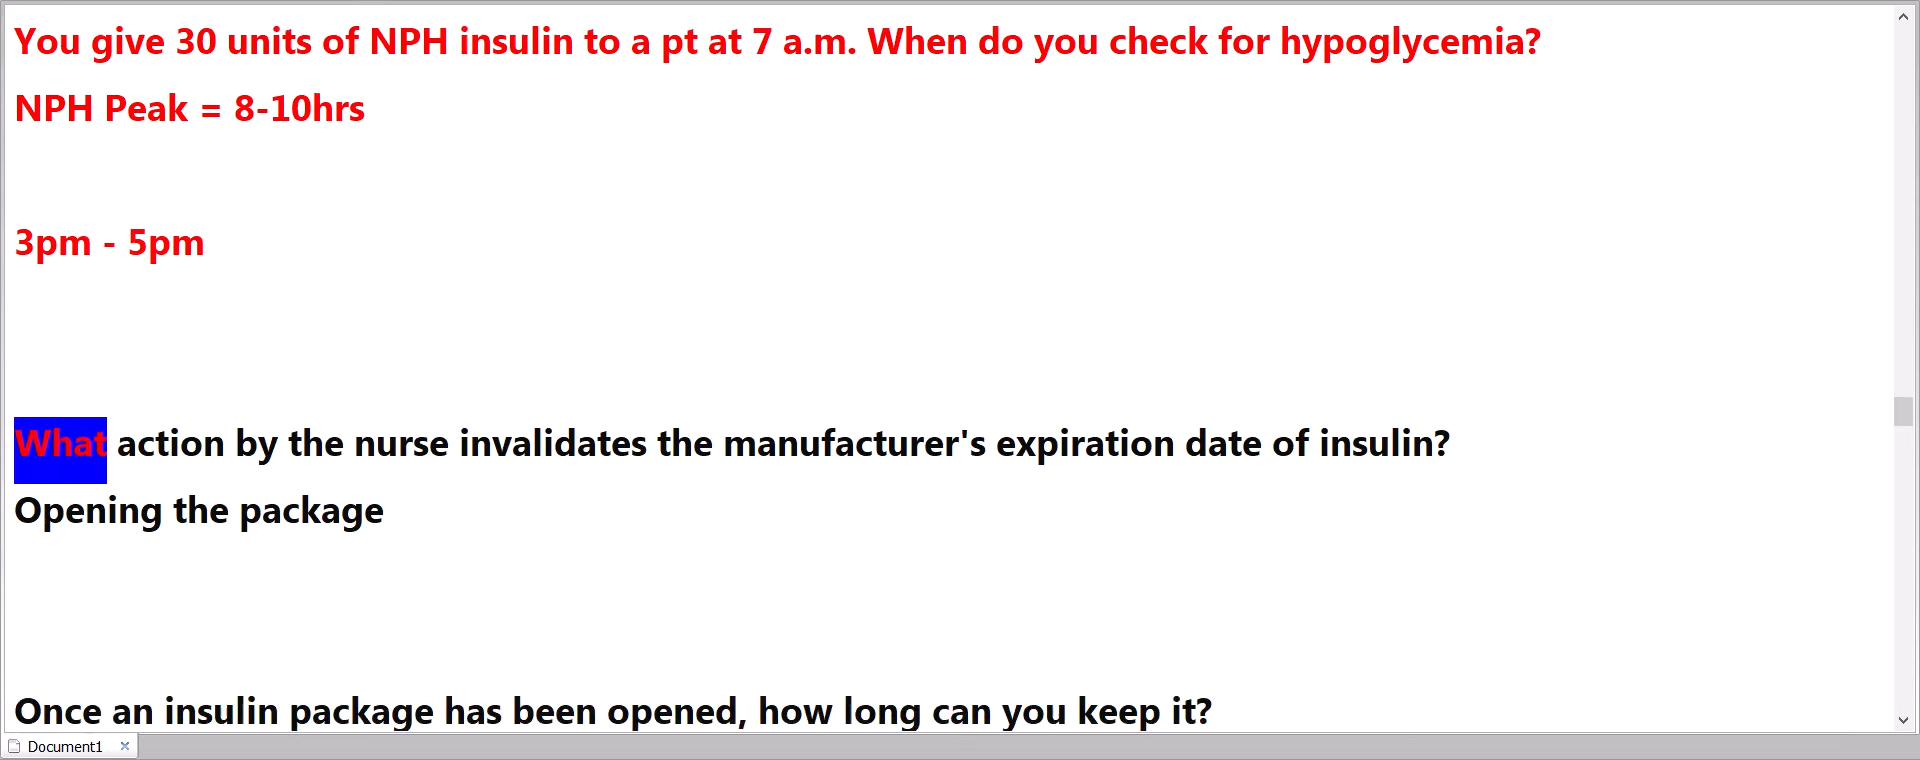 You give 30 units of NPH insulin to a pt at 7 a.m. When do you check for hypoglycemia?
NPH Peak = 8-10hrs
3pm - 5pm
What action by the nurse invalidates the manufacturer's expiration date of insulin?
Opening the package
Once an insulin package has been opened, how long can you keep it?
Document1